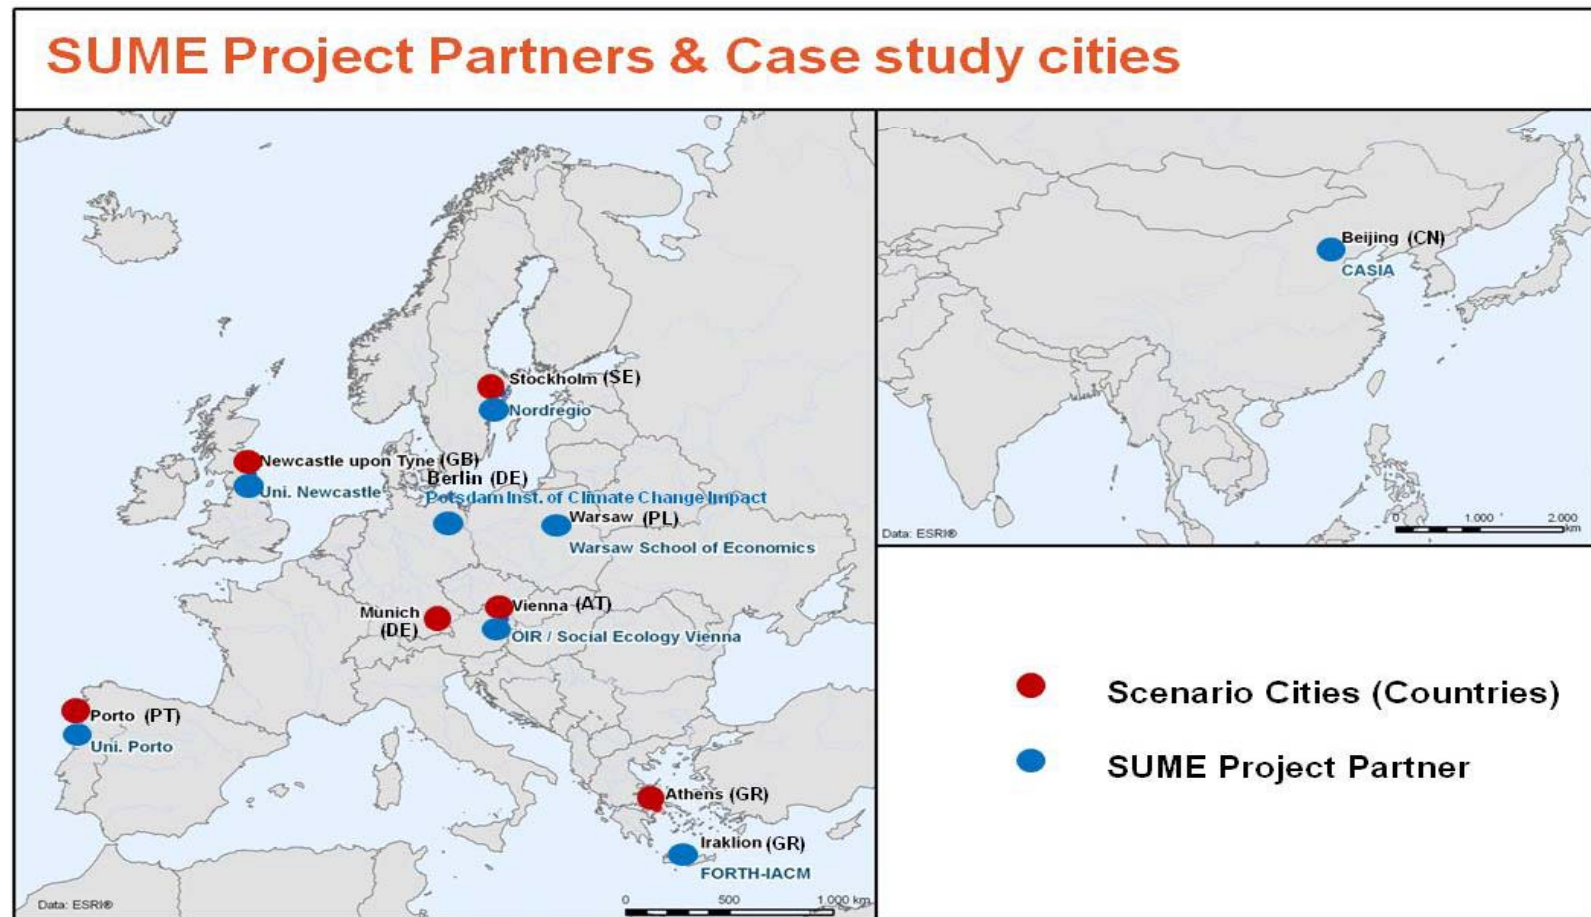 SUME Project Partners & Case study cities
Stockholm (SE)
Nordregio
Newcastle upon Tyne (GB)
Uni. Newcastle
Berlin (DE)
Potsdam Inst. of Climate Change Impact
Warsaw (PL)
Warsaw School of Economics
Munich
(DE)
Vienna (AT)
ÖIR / Social Ecology Vienna
Porto (PT)
Uni. Porto
Athens (GR)
Iraklion (GR)
FORTH-IACM
Data: ESRI®
0 500 1.000 km
Beijing (CN)
CASIA
Data: ESRI®
0 1.000 2.000
km
Scenario Cities (Countries)
SUME Project Partner